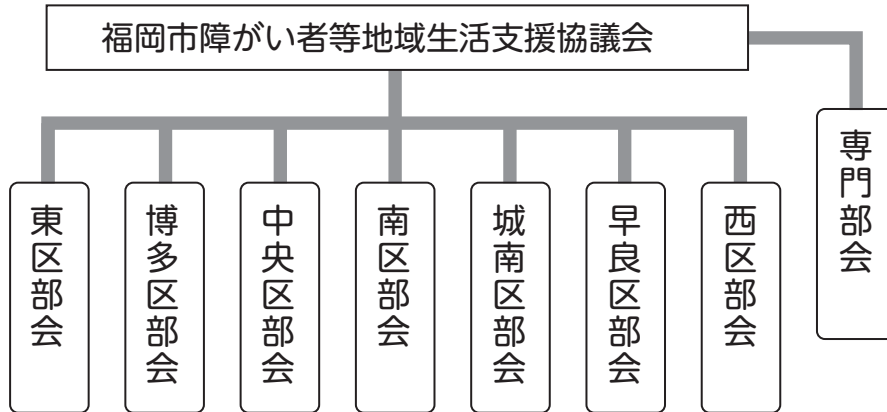 福岡市障がい者等地域生活支援協議会
東区部会
博多区部会
中央区部会
南区部会
城南区部会
早良区部会
西区部会
専門部会